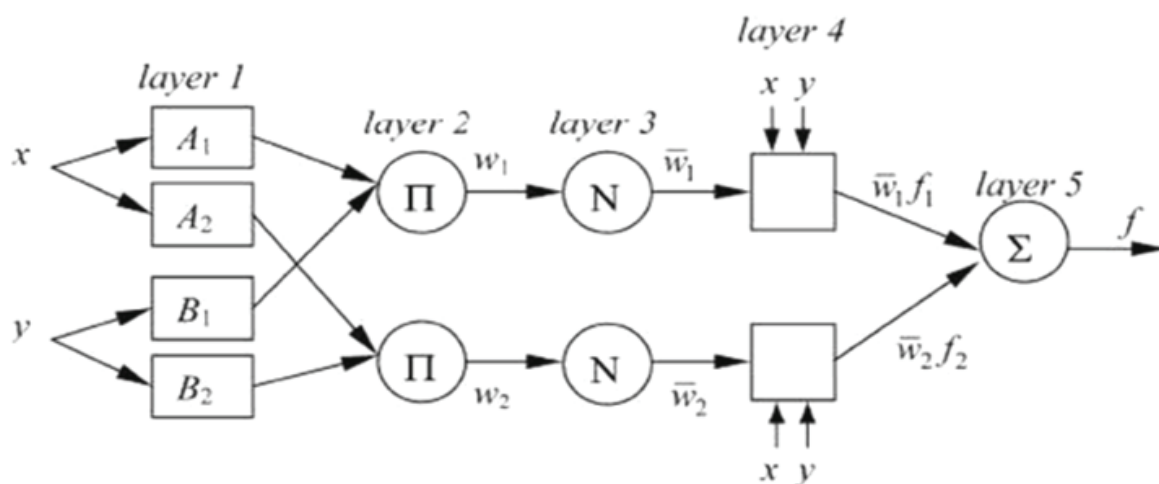 layer 4
x y
layer 1
x
A₁
A₂
y
B₁
B₂
layer 2
Π
w₁
Π
w₂
layer 3
N
w̅₁
N
w̅₂
w̅₁f₁
w̅₂f₂
x y
layer 5
Σ
f